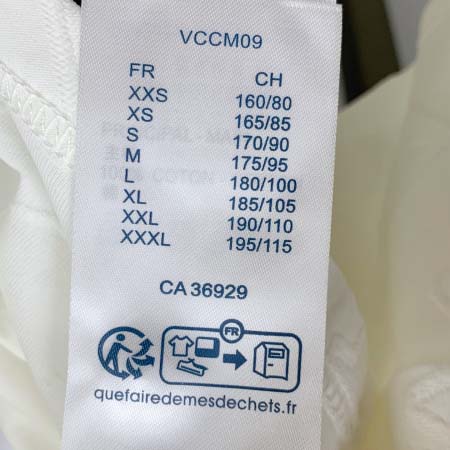 VCCM09
FR CH
XXS 160/80
XS 165/85
S 170/90
M 175/95
L 180/100
XL 185/105
XXL 190/110
XXXL 195/115
CA 36929
FR
quefairedemesdechets.fr